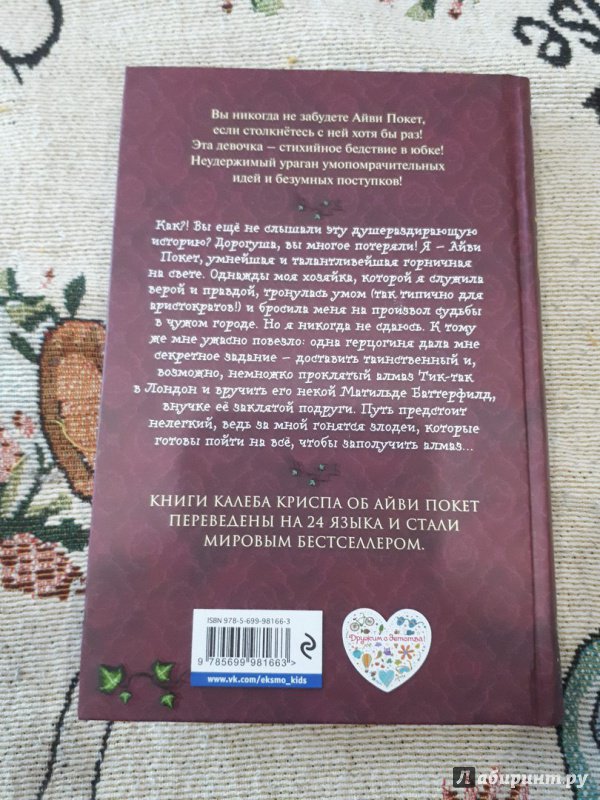 Вы никогда не забудете Айви Покет,
если столкнётесь с ней хотя бы раз!
Эта девочка – стихийное бедствие в юбке!
Неудержимый ураган умопомрачительных
идей и безумных поступков!
Как?! Вы ещё не слышали эту душераздирающую
историю? Дорогуша, вы многое потеряли! Я – Айви
Покет, умнейшая и талантливейшая горничная
на свете. Однажды моя хозяйка, которой я служила
верой и правдой, тронулась умом (так типично для
аристократов!) и бросила меня на произвол судьбы
в чужом городе. Но я никогда не сдаюсь. К тому
же мне ужасно повезло: одна герцогиня дала мне
секретное задание – доставить таинственный и,
возможно, немножко проклятый алмаз Тик-так
в Лондон и вручить его некой Матильде Баттерфилд,
внучке её заклятой подруги. Путь предстоит
нелегкий, ведь за мной гонятся злодеи, которые
готовы пойти на всё, чтобы заполучить алмаз...
КНИГИ КАЛЕБА КРИСПА ОБ АЙВИ ПОКЕТ
ПЕРЕВЕДЕНЫ НА 24 ЯЗЫКА И СТАЛИ
МИРОВЫМ БЕСТСЕЛЛЕРОМ.
ISBN 978-5-699-98166-3
9 785699 981663 >
www.vk.com/eksmo_kids
Дружим с детства!
Лабиринт.ру